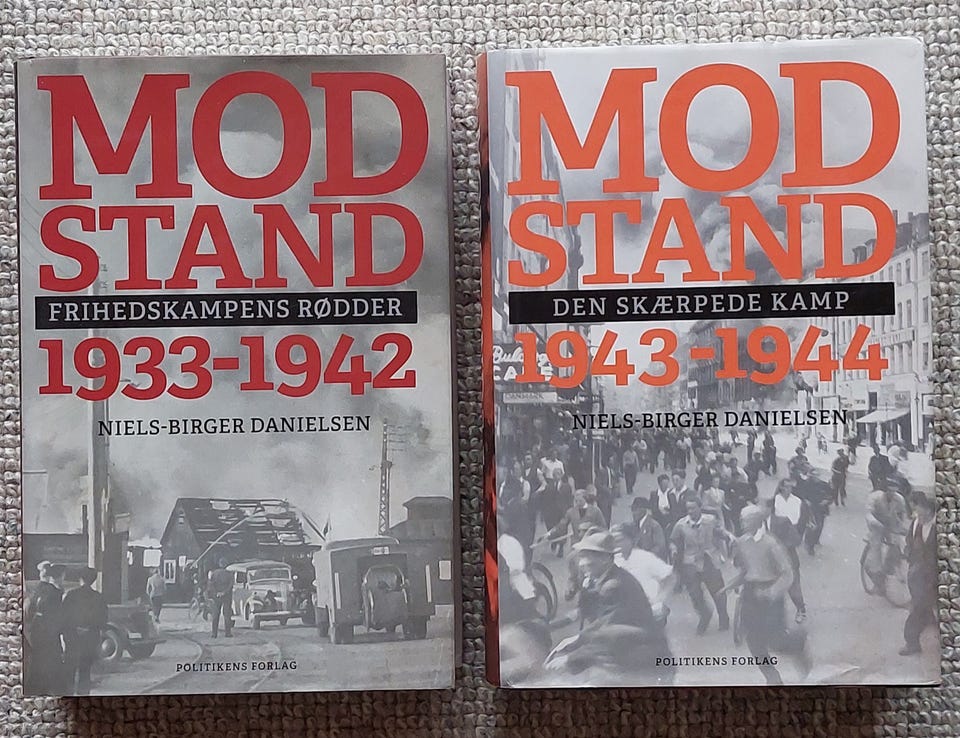 MOD
STAND
FRIHEDSKAMPENS RØDDER
1933-1942
NIELS-BIRGER DANIELSEN
POLITIKENS FORLAG
MOD
STAND
DEN SKÆRPEDE KAMP
1943-1944
NIELS-BIRGER DANIELSEN
POLITIKENS FORLAG